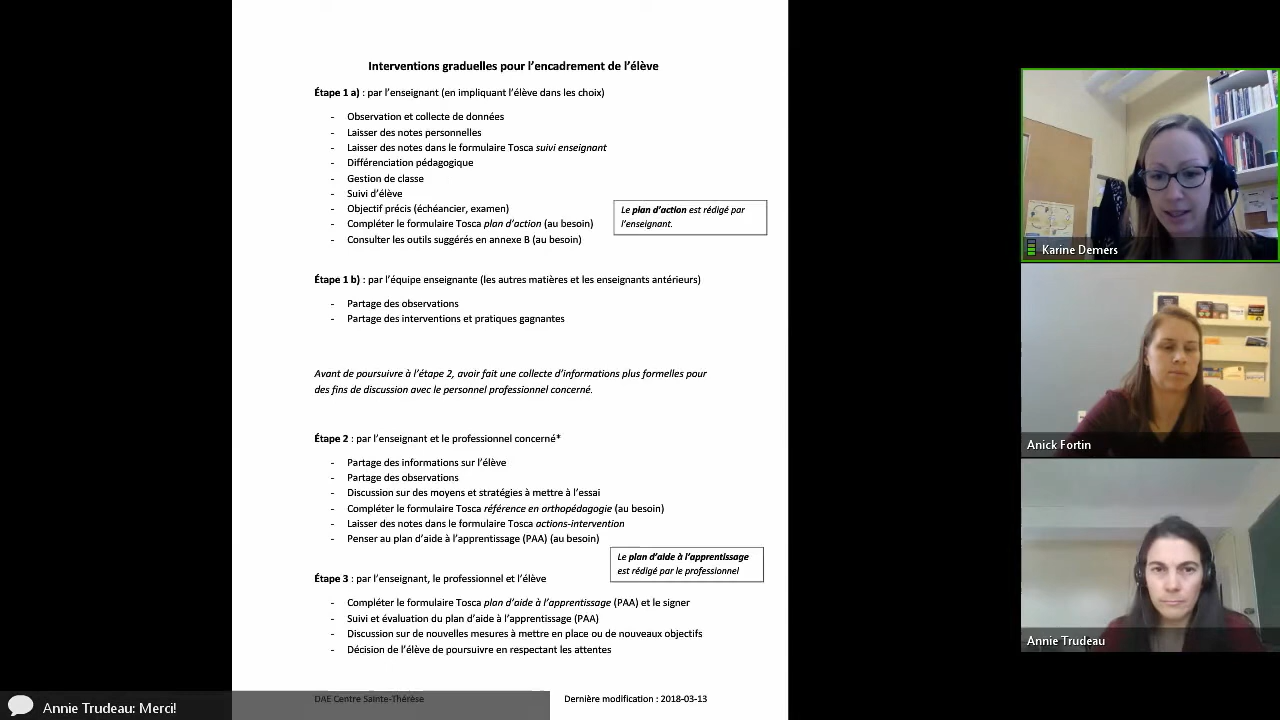 Interventions graduelles pour l'encadrement de l'élève
Étape 1 a) : par l'enseignant (en impliquant l'élève dans les choix)
- Observation et collecte de données
- Laisser des notes personnelles
- Laisser des notes dans le formulaire Tosca suivi enseignant
- Différenciation pédagogique
- Gestion de classe
- Suivi d'élève
- Objectif précis (échéancier, examen)
- Compléter le formulaire Tosca plan d'action (au besoin)
- Consulter les outils suggérés en annexe B (au besoin)
Le plan d'action est rédigé par
l'enseignant.
Étape 1 b) : par l'équipe enseignante (les autres matières et les enseignants antérieurs)
- Partage des observations
- Partage des interventions et pratiques gagnantes
Avant de poursuivre à l'étape 2, avoir fait une collecte d'informations plus formelles pour
des fins de discussion avec le personnel professionnel concerné.
Étape 2 : par l'enseignant et le professionnel concerné*
- Partage des informations sur l'élève
- Partage des observations
- Discussion sur des moyens et stratégies à mettre à l'essai
- Compléter le formulaire Tosca référence en orthopédagogie (au besoin)
- Laisser des notes dans le formulaire Tosca actions-intervention
- Penser au plan d'aide à l'apprentissage (PAA) (au besoin)
Le plan d'aide à l'apprentissage
est rédigé par le professionnel
Étape 3 : par l'enseignant, le professionnel et l'élève
- Compléter le formulaire Tosca plan d'aide à l'apprentissage (PAA) et le signer
- Suivi et évaluation du plan d'aide à l'apprentissage (PAA)
- Discussion sur de nouvelles mesures à mettre en place ou de nouveaux objectifs
- Décision de l'élève de poursuivre en respectant les attentes
DAE Centre Sainte-Thérèse
Dernière modification : 2018-03-13
Annie Trudeau: Merci!
Karine Demers
Anick Fortin
Annie Trudeau